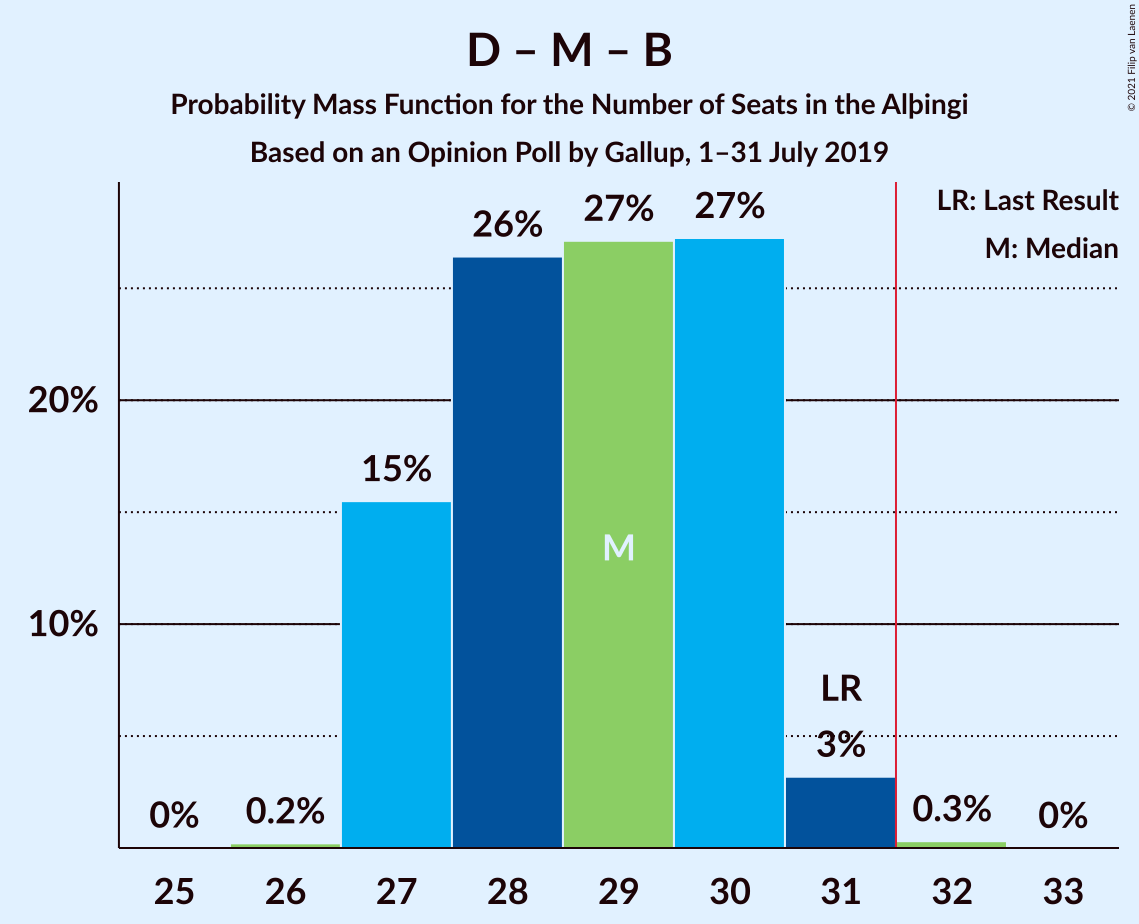 D – M – B
Probability Mass Function for the Number of Seats in the Alþingi
Based on an Opinion Poll by Gallup, 1–31 July 2019
© 2021 Filip van Laenen
LR: Last Result
M: Median
26%
27%
27%
20%
15%
M
10%
LR
3%
0%
0.2%
0.3%
0%
25
26
27
28
29
30
31
32
33